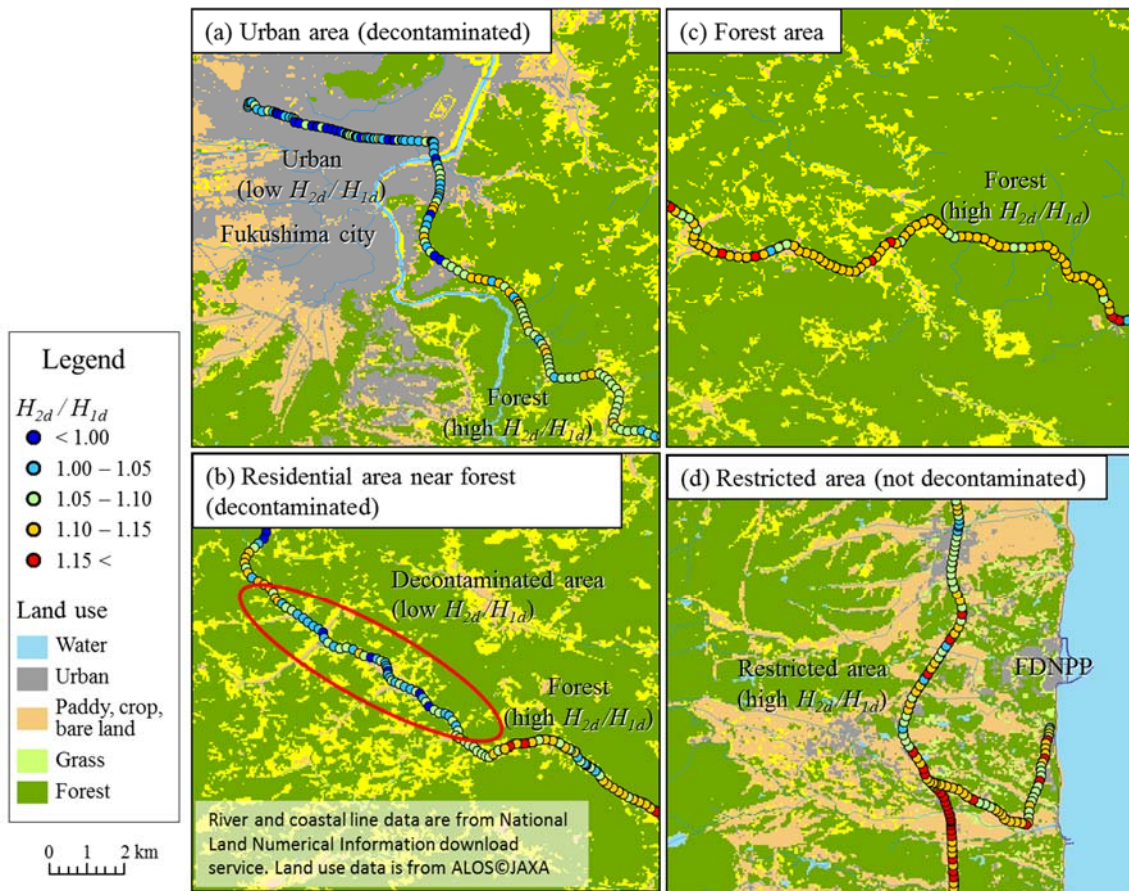 (a) Urban area (decontaminated)
Urban
(low H2d/H1d)
Fukushima city
Forest
(high H2d/H1d)
(c) Forest area
Forest
(high H2d/H1d)
Legend
H2d / H1d
< 1.00
1.00 – 1.05
1.05 – 1.10
1.10 – 1.15
1.15 <
Land use
Water
Urban
Paddy, crop,
bare land
Grass
Forest
0 1 2 km
(b) Residential area near forest
(decontaminated)
Decontaminated area
(low H2d/H1d)
Forest
(high H2d/H1d)
River and coastal line data are from National
Land Numerical Information download
service. Land use data is from ALOS©JAXA
(d) Restricted area (not decontaminated)
Restricted area
(high H2d/H1d)
FDNPP